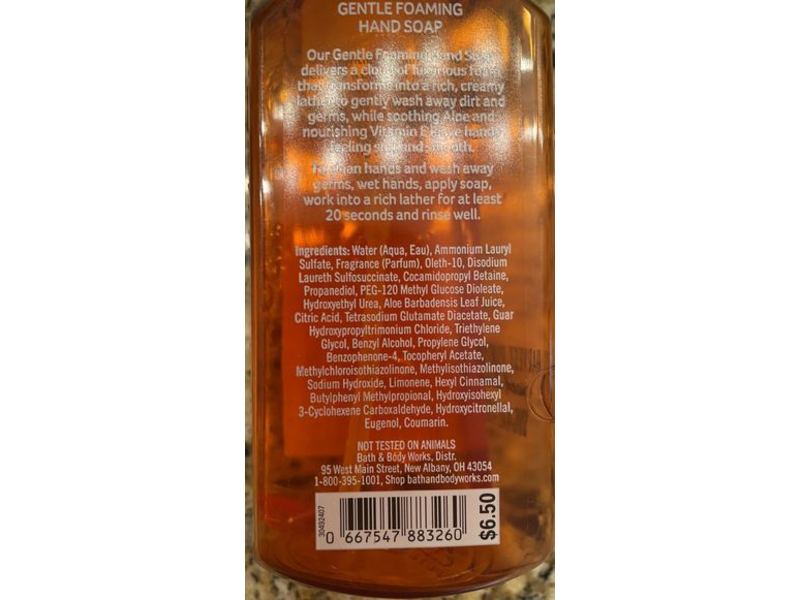 GENTLE FOAMING
HAND SOAP
Our Gentle Foaming Hand Soap
delivers a cloud of luxurious foam
that transforms into a rich, creamy
lather to gently wash away dirt and
germs, while soothing Aloe and
nourishing Vitamin E leave hands
feeling soft and smooth.
To clean hands and wash away
germs, wet hands, apply soap,
work into a rich lather for at least
20 seconds and rinse well.
Ingredients: Water (Aqua, Eau), Ammonium Lauryl
Sulfate, Fragrance (Parfum), Oleth-10, Disodium
Laureth Sulfosuccinate, Cocamidopropyl Betaine,
Propanediol, PEG-120 Methyl Glucose Dioleate,
Hydroxyethyl Urea, Aloe Barbadensis Leaf Juice,
Citric Acid, Tetrasodium Glutamate Diacetate, Guar
Hydroxypropyltrimonium Chloride, Triethylene
Glycol, Benzyl Alcohol, Propylene Glycol,
Benzophenone-4, Tocopheryl Acetate,
Methylchloroisothiazolinone, Methylisothiazolinone,
Sodium Hydroxide, Limonene, Hexyl Cinnamal,
Butylphenyl Methylpropional, Hydroxyisohexyl
3-Cyclohexene Carboxaldehyde, Hydroxycitronellal,
Eugenol, Coumarin.
NOT TESTED ON ANIMALS
Bath & Body Works, Distr.
95 West Main Street, New Albany, OH 43054
1-800-395-1001, Shop bathandbodyworks.com
30492407
0 667547 883260
$6.50